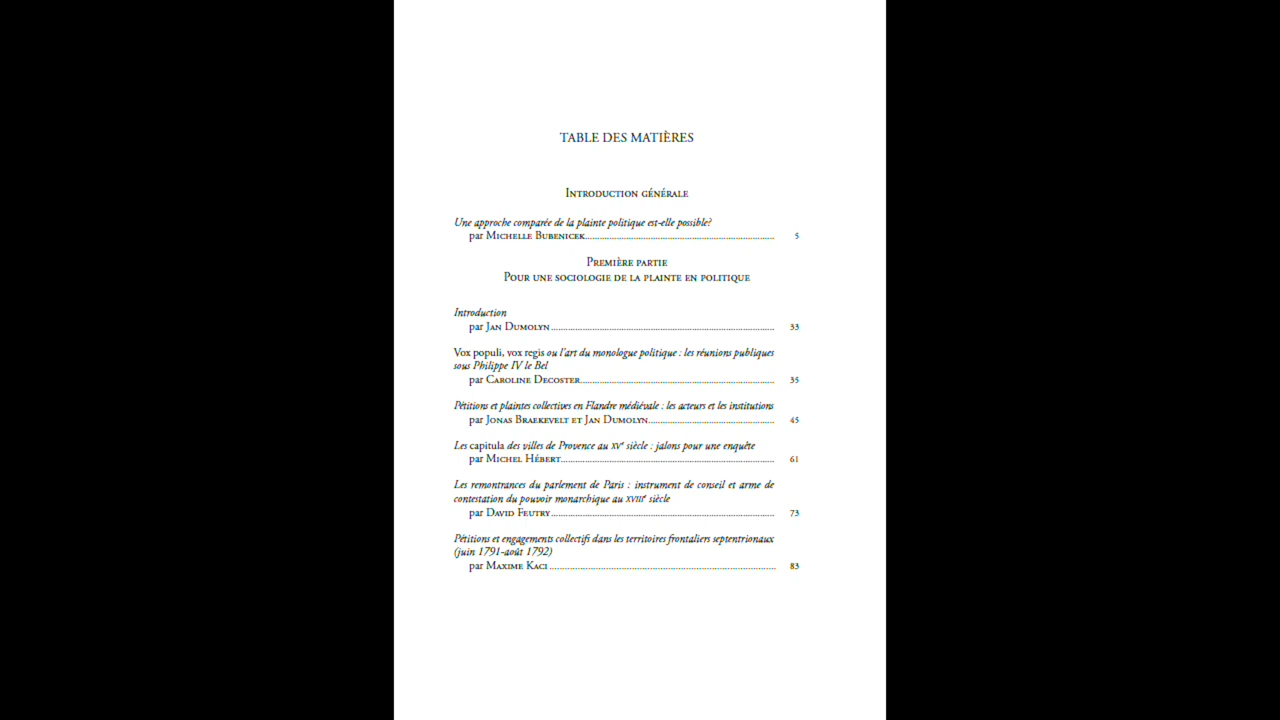 TABLE DES MATIÈRES
Introduction générale
Une approche comparée de la plainte politique est-elle possible?
par Michelle Bubenicek........................................................................ 5
Première partie
Pour une sociologie de la plainte en politique
Introduction
par Jan Dumolyn........................................................................ 33
Vox populi, vox regis ou l'art du monologue politique : les réunions publiques
sous Philippe IV le Bel
par Caroline Decoster........................................................................ 35
Pétitions et plaintes collectives en Flandre médiévale : les acteurs et les institutions
par Jonas Braekevelt et Jan Dumolyn............................................. 45
Les capitula des villes de Provence au XVe siècle : jalons pour une enquête
par Michel Hébert........................................................................ 61
Les remontrances du parlement de Paris : instrument de conseil et arme de
contestation du pouvoir monarchique au XVIIIe siècle
par David Feutry........................................................................ 73
Pétitions et engagements collectifs dans les territoires frontaliers septentrionaux
(juin 1791-août 1792)
par Maxime Kaci ........................................................................ 83